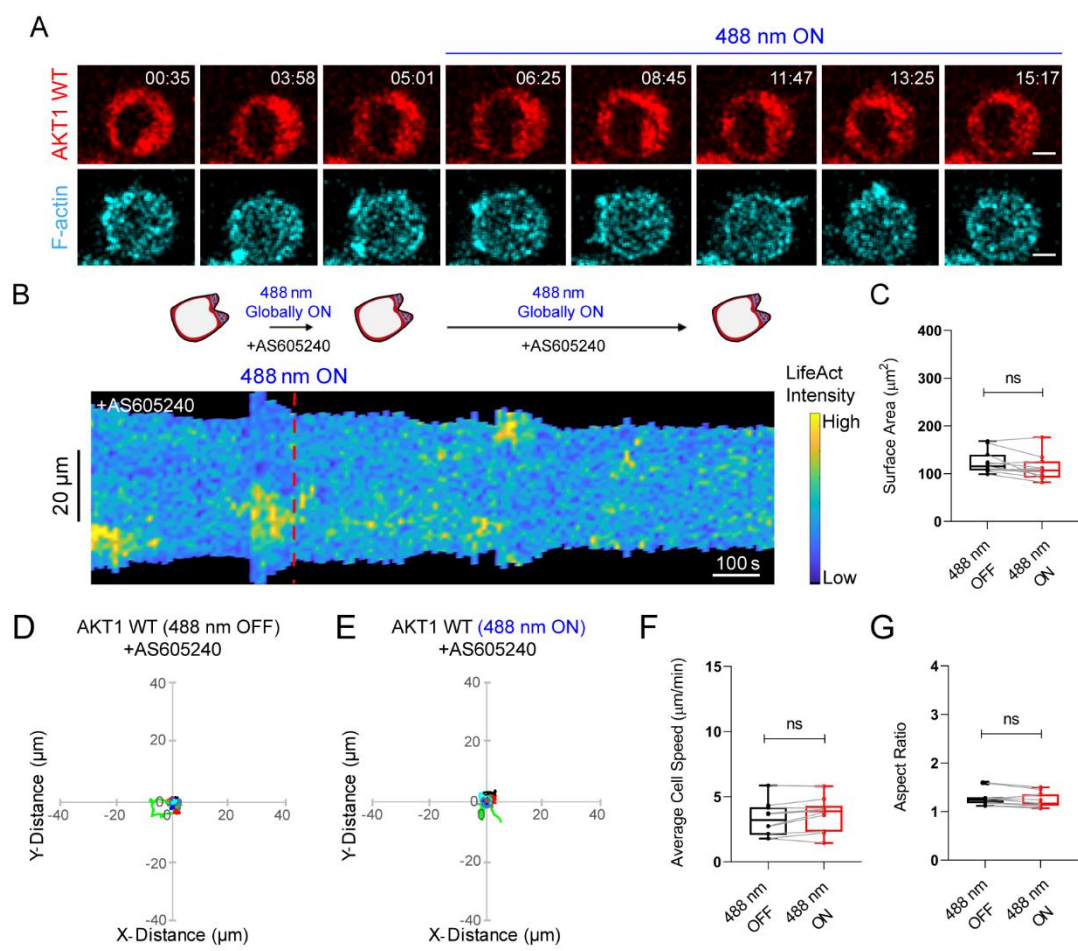 A
488 nm ON
AKT1 WT
00:35
03:58
05:01
06:25
08:45
11:47
13:25
15:17
F-actin
B
488 nm
Globally ON
+AS605240
488 nm
Globally ON
+AS605240
488 nm ON
+AS605240
20 µm
100 s
LifeAct
Intensity
High
Low
C
Surface Area (µm²)
400
300
200
100
0
ns
488 nm
OFF
488 nm
ON
D
AKT1 WT (488 nm OFF)
+AS605240
Y-Distance (µm)
40
20
0
-20
-40
-40
-20
0
20
40
X-Distance (µm)
E
AKT1 WT (488 nm ON)
+AS605240
Y-Distance (µm)
40
20
0
-20
-40
-40
-20
0
20
40
X-Distance (µm)
F
Average Cell Speed (µm/min)
15
10
5
0
ns
488 nm
OFF
488 nm
ON
G
Aspect Ratio
4
3
2
1
0
ns
488 nm
OFF
488 nm
ON